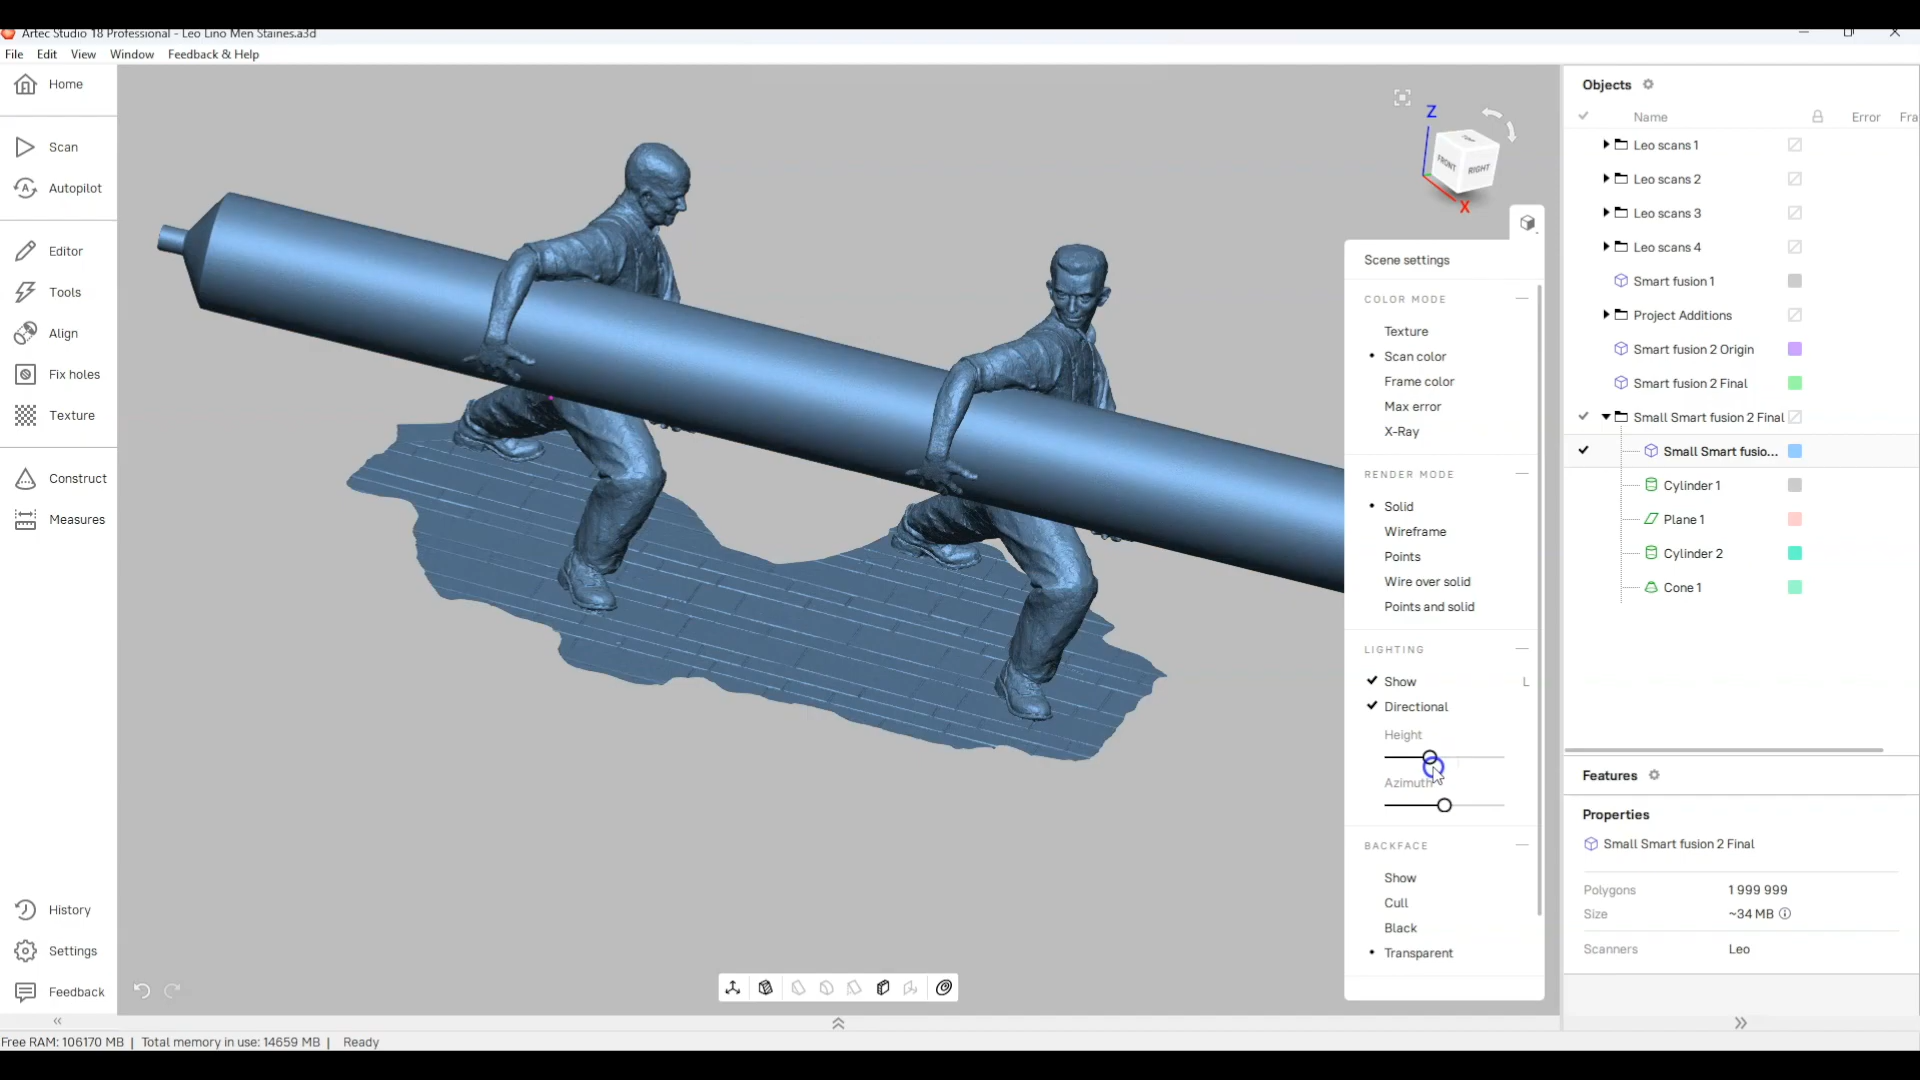 Artec Studio 18 Professional - Leo Lino Men Staines.a3d
File Edit View Window Feedback & Help
Home
Scan
Autopilot
Editor
Tools
Align
Fix holes
Texture
Construct
Measures
History
Settings
Feedback
Z
TOP
FRONT
RIGHT
X
Scene settings
COLOR MODE
Texture
Scan color
Frame color
Max error
X-Ray
RENDER MODE
Solid
Wireframe
Points
Wire over solid
Points and solid
LIGHTING
Show L
Directional
Height
Azimuth
BACKFACE
Show
Cull
Black
Transparent
Objects
Name Error Fra
Leo scans 1
Leo scans 2
Leo scans 3
Leo scans 4
Smart fusion 1
Project Additions
Smart fusion 2 Origin
Smart fusion 2 Final
Small Smart fusion 2 Final
Small Smart fusio...
Cylinder 1
Plane 1
Cylinder 2
Cone 1
Features
Properties
Small Smart fusion 2 Final
Polygons 1 999 999
Size ~34 MB
Scanners Leo
Free RAM: 106170 MB | Total memory in use: 14659 MB | Ready